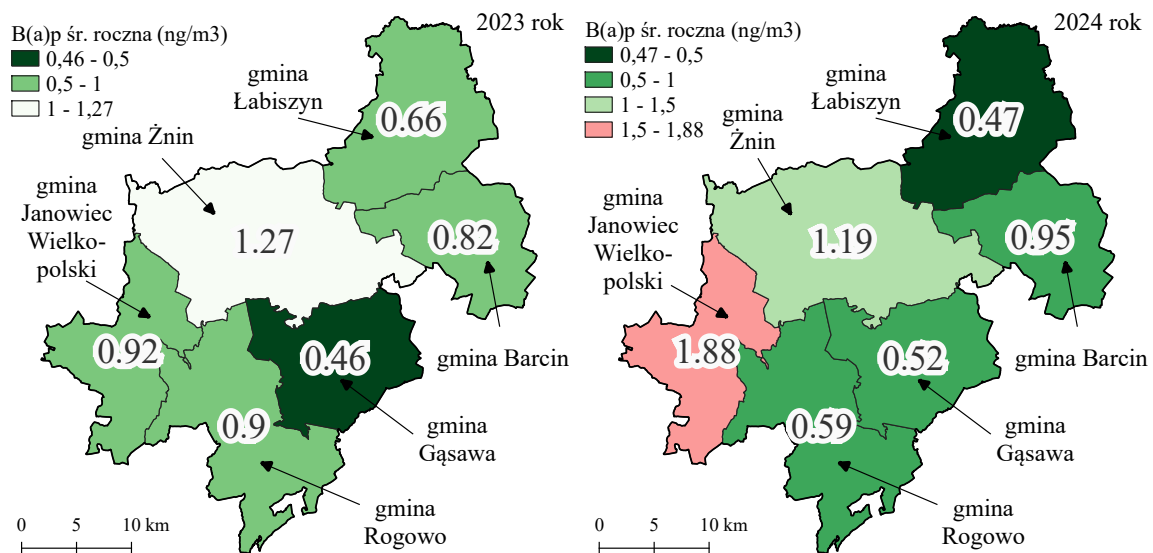 2023 rok
B(a)p śr. roczna (ng/m3)
0,46 - 0,5
0,5 - 1
1 - 1,27
gmina
Łabiszyn
gmina Żnin
gmina
Janowiec
Wielko-
polski
0.66
1.27
0.82
0.92
0.46
0.9
gmina Barcin
gmina
Gąsawa
gmina
Rogowo
0 5 10 km
2024 rok
B(a)p śr. roczna (ng/m3)
0,47 - 0,5
0,5 - 1
1 - 1,5
1,5 - 1,88
gmina
Łabiszyn
gmina
Żnin
gmina
Janowiec
Wielko-
polski
0.47
1.19
0.95
1.88
0.52
0.59
gmina Barcin
gmina
Gąsawa
gmina
Rogowo
0 5 10 km